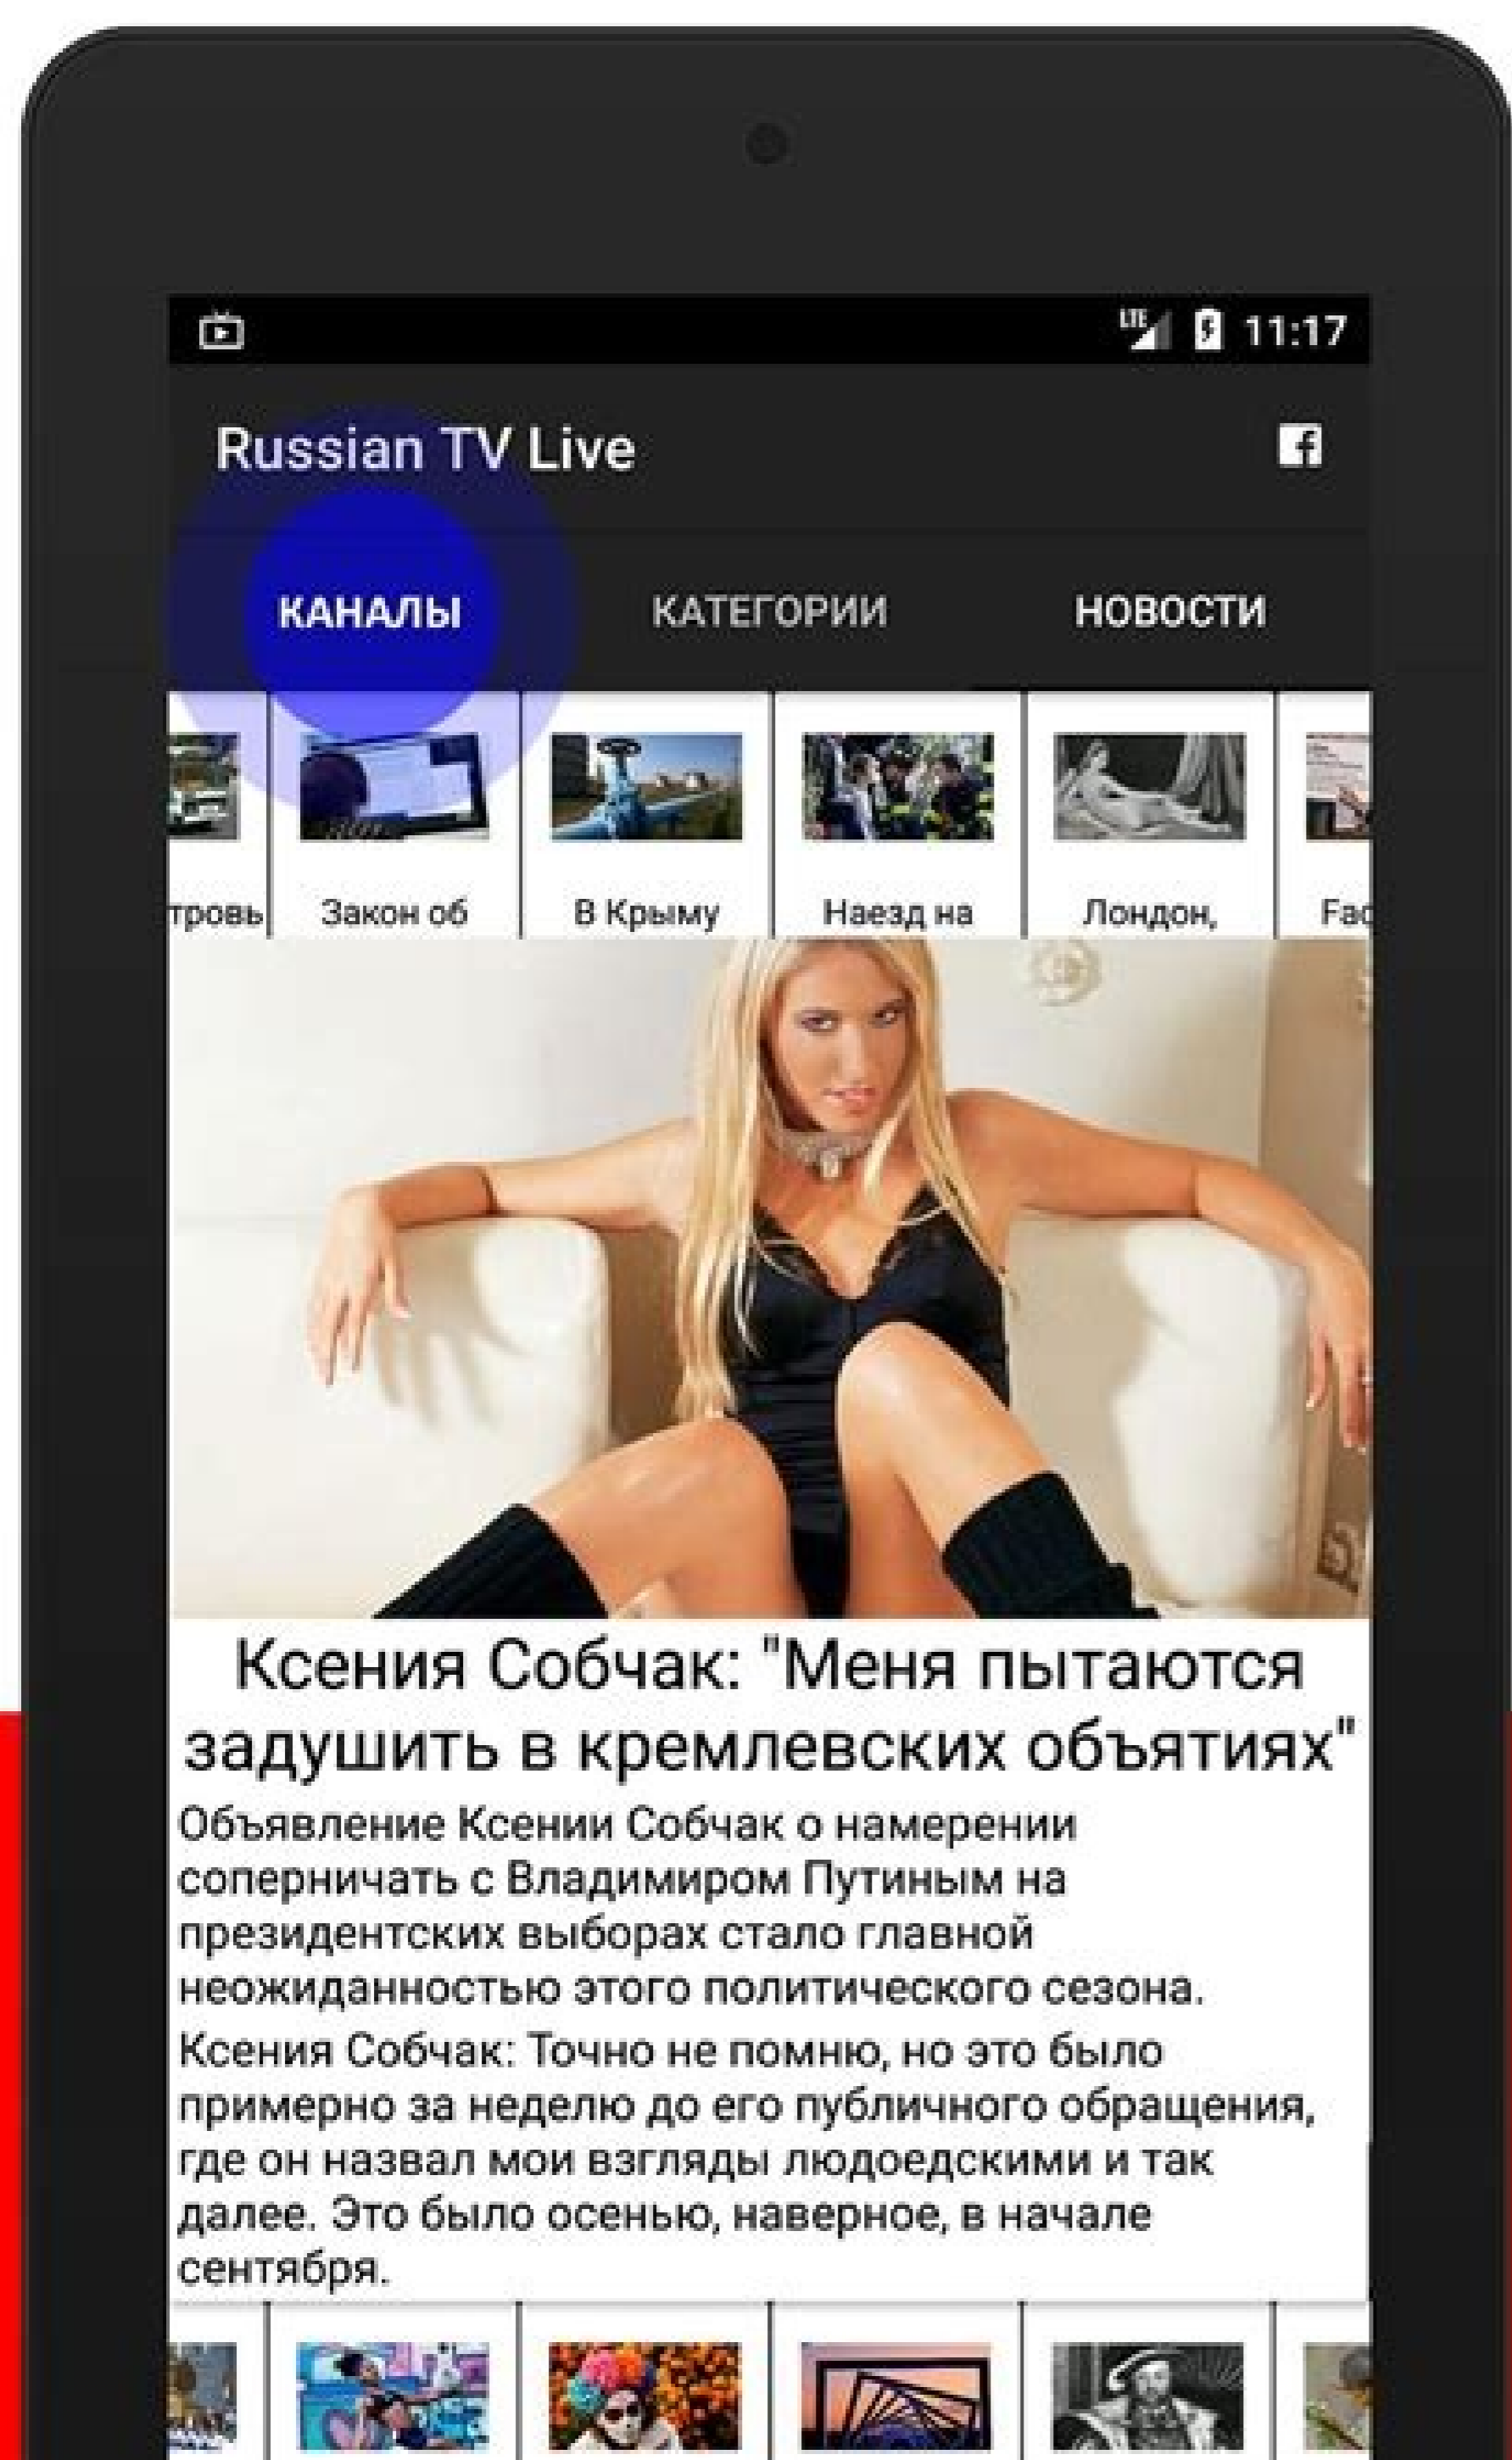 LTE 11:17
Russian TV Live
КАНАЛЫ КАТЕГОРИИ НОВОСТИ
тровь Закон об В Крыму Наезд на Лондон, Fac
Ксения Собчак: "Меня пытаются
задушить в кремлевских объятиях"
Объявление Ксении Собчак о намерении
соперничать с Владимиром Путиным на
президентских выборах стало главной
неожиданностью этого политического сезона.
Ксения Собчак: Точно не помню, но это было
примерно за неделю до его публичного обращения,
где он назвал мои взгляды людоедскими и так
далее. Это было осенью, наверное, в начале
сентября.